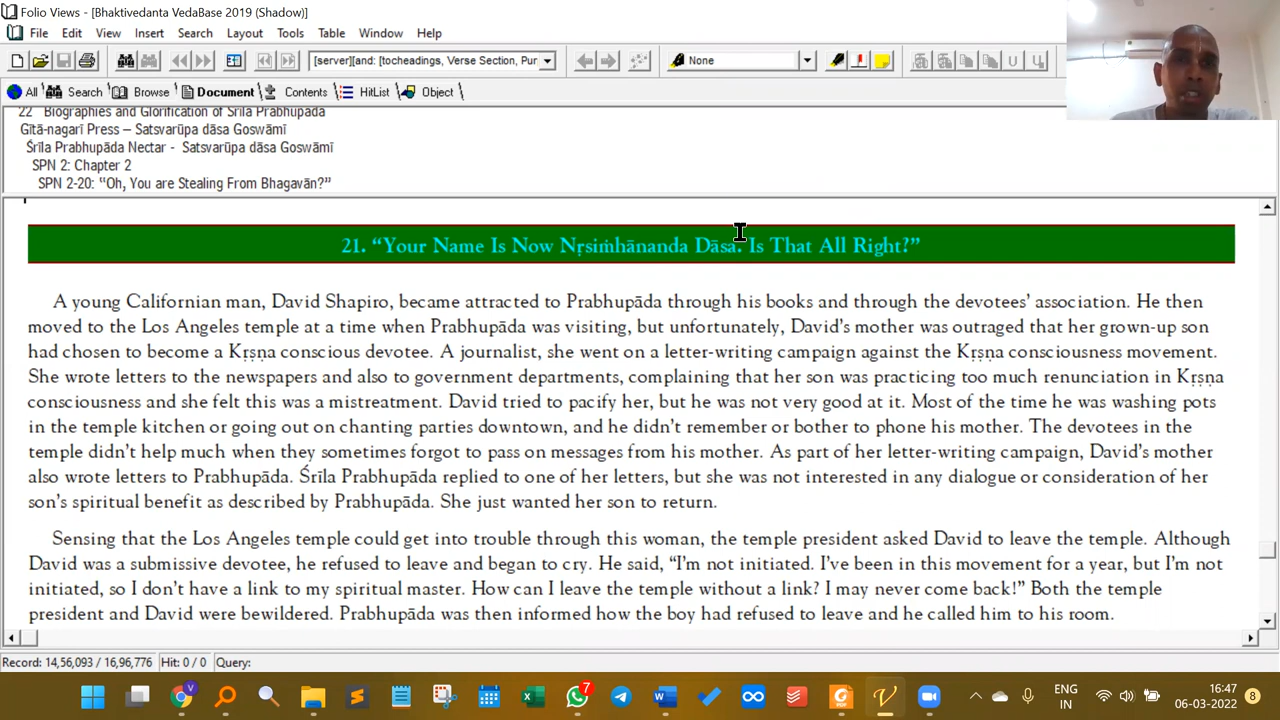 Folio Views - [Bhaktivedanta VedaBase 2019 (Shadow)]
File Edit View Insert Search Layout Tools Table Window Help
[server][and: [tocheadings, Verse Section, Pur None
All Search Browse Document Contents HitList Object
22 Biographies and Glorification of Śrīla Prabhupāda
Gītā-nagarī Press – Satsvarūpa dāsa Goswāmī
Śrīla Prabhupāda Nectar - Satsvarūpa dāsa Goswāmī
SPN 2: Chapter 2
SPN 2-20: “Oh, You are Stealing From Bhagavān?”
21. “Your Name Is Now Nṛsiṁhānanda Dāsa. Is That All Right?”
A young Californian man, David Shapiro, became attracted to Prabhupāda through his books and through the devotees’ association. He then
moved to the Los Angeles temple at a time when Prabhupāda was visiting, but unfortunately, David’s mother was outraged that her grown-up son
had chosen to become a Kṛṣṇa conscious devotee. A journalist, she went on a letter-writing campaign against the Kṛṣṇa consciousness movement.
She wrote letters to the newspapers and also to government departments, complaining that her son was practicing too much renunciation in Kṛṣṇa
consciousness and she felt this was a mistreatment. David tried to pacify her, but he was not very good at it. Most of the time he was washing pots
in the temple kitchen or going out on chanting parties downtown, and he didn’t remember or bother to phone his mother. The devotees in the
temple didn’t help much when they sometimes forgot to pass on messages from his mother. As part of her letter-writing campaign, David’s mother
also wrote letters to Prabhupāda. Śrīla Prabhupāda replied to one of her letters, but she was not interested in any dialogue or consideration of her
son’s spiritual benefit as described by Prabhupāda. She just wanted her son to return.
Sensing that the Los Angeles temple could get into trouble through this woman, the temple president asked David to leave the temple. Although
David was a submissive devotee, he refused to leave and began to cry. He said, “I’m not initiated. I’ve been in this movement for a year, but I’m not
initiated, so I don’t have a link to my spiritual master. How can I leave the temple without a link? I may never come back!” Both the temple
president and David were bewildered. Prabhupāda was then informed how the boy had refused to leave and he called him to his room.
Record: 14,56,093 / 16,96,776 Hit: 0 / 0 Query:
7
ENG
IN
16:47
06-03-2022
8